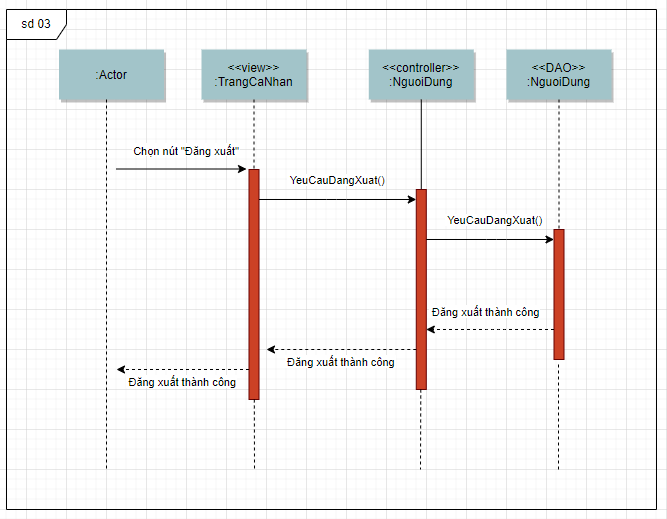 sd 03
:Actor
<<view>>
:TrangCaNhan
<<controller>>
:NguoiDung
<<DAO>>
:NguoiDung
Chọn nút "Đăng xuất"
YeuCauDangXuat()
YeuCauDangXuat()
Đăng xuất thành công
Đăng xuất thành công
Đăng xuất thành công